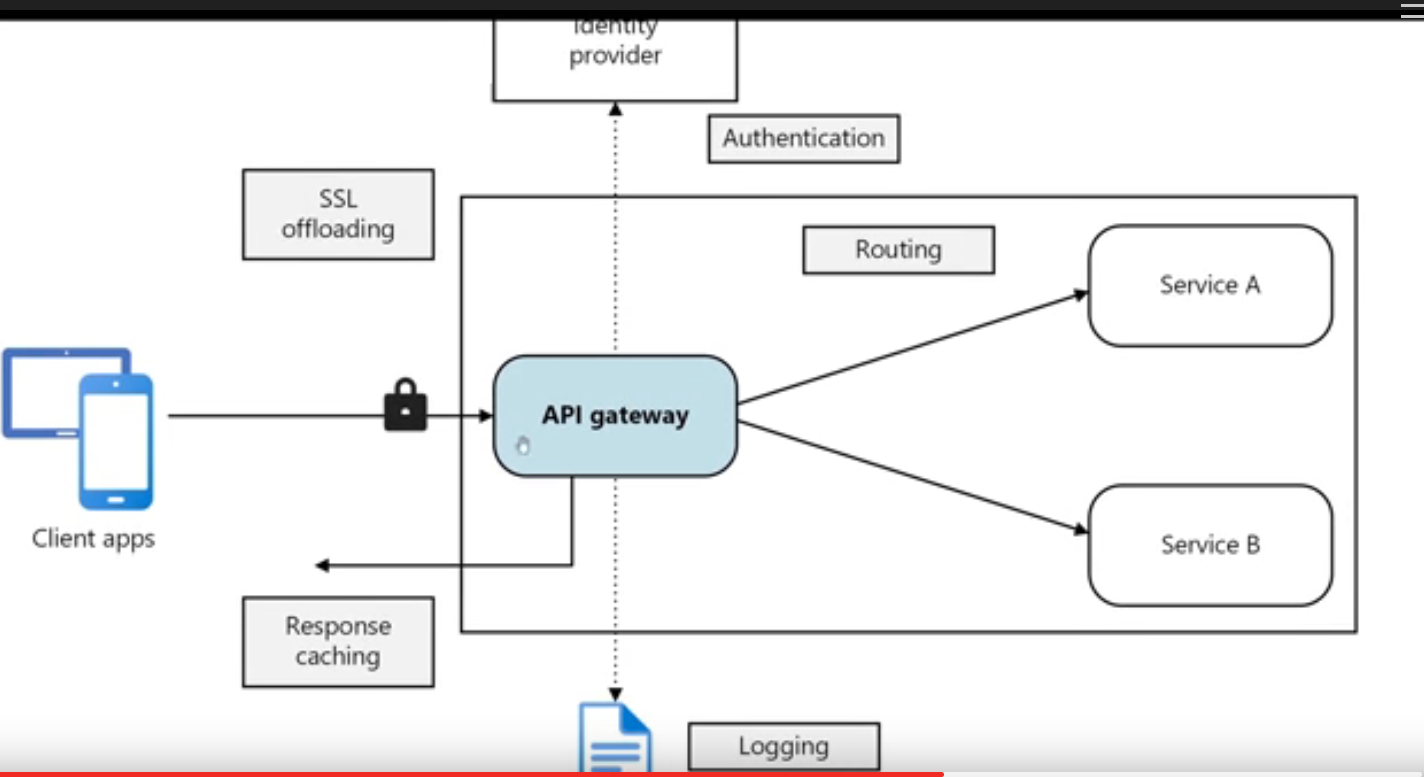 Identity
provider
Authentication
SSL
offloading
Routing
Service A
API gateway
Client apps
Service B
Response
caching
Logging